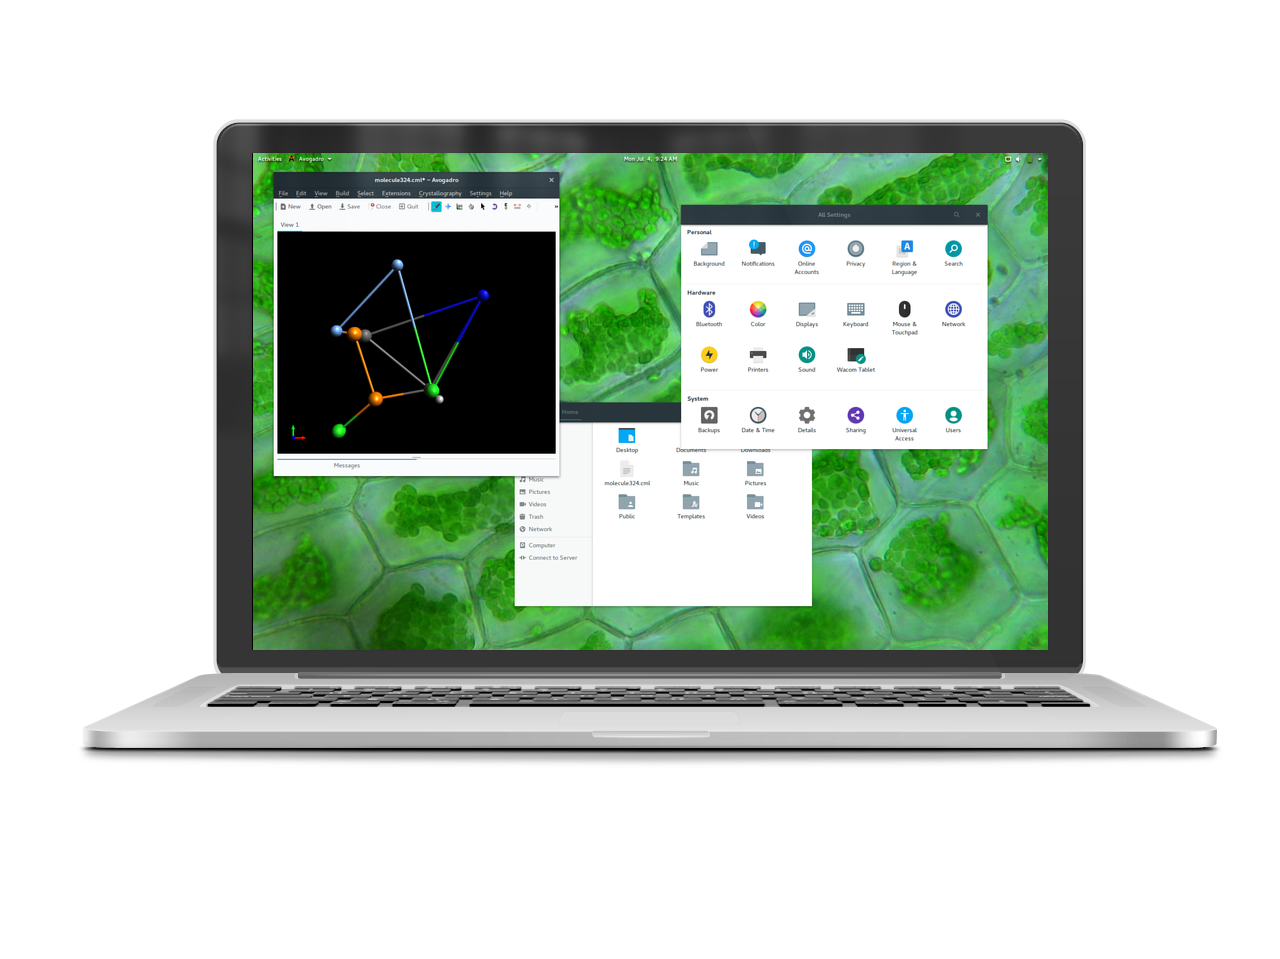 Activities Avogadro Mon Jul 4, 9:24 AM
molecule324.cml* – Avogadro
File Edit View Build Select Extensions Crystallography Settings Help
New Open Save Close Quit
View 1
Messages
All Settings
Personal
Background Notifications Online Accounts Privacy Region & Language Search
Hardware
Bluetooth Color Displays Keyboard Mouse & Touchpad Network
Power Printers Sound Wacom Tablet
System
Backups Date & Time Details Sharing Universal Access Users
Home
Music
Pictures
Videos
Trash
Network
Computer
Connect to Server
Desktop Documents Downloads
molecule324.cml Music Pictures
Public Templates Videos